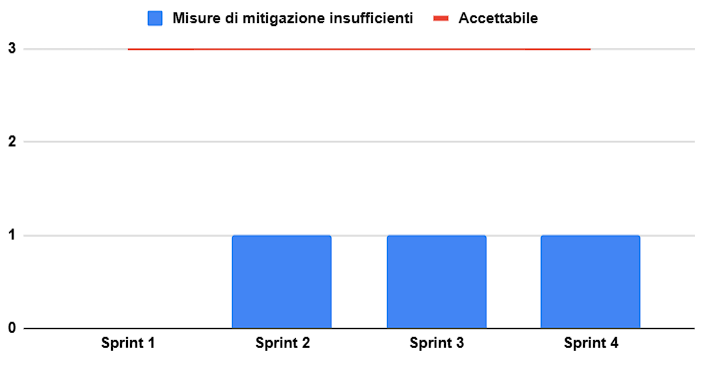 Misure di mitigazione insufficienti Accettabile
3
2
1
0
Sprint 1 Sprint 2 Sprint 3 Sprint 4